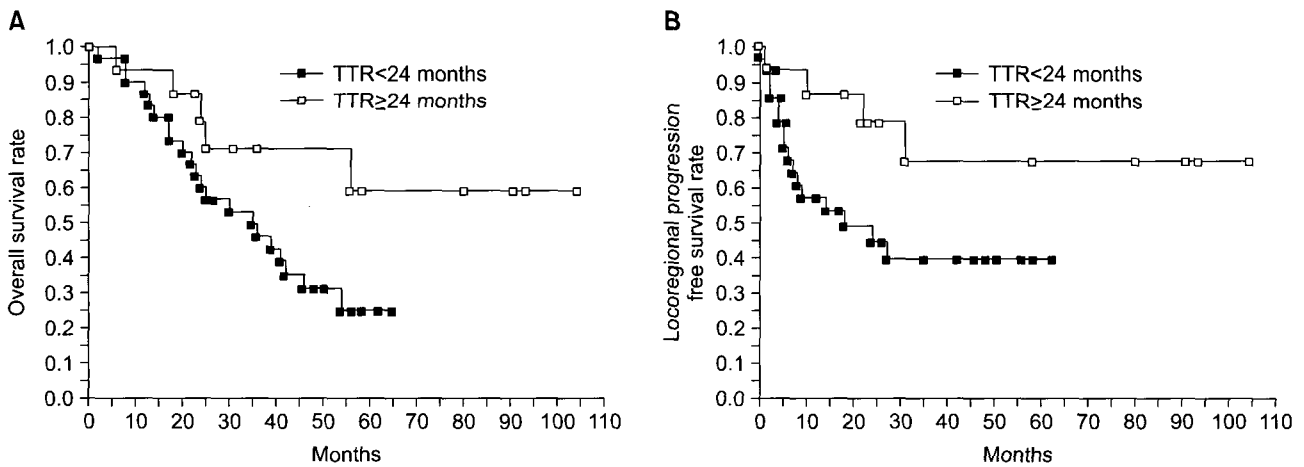 A
Overall survival rate
1.0
0.9
0.8
0.7
0.6
0.5
0.4
0.3
0.2
0.1
0.0
TTR<24 months
TTR≥24 months
0 10 20 30 40 50 60 70 80 90 100 110
Months
B
Locoregional progression
free survival rate
1.0
0.9
0.8
0.7
0.6
0.5
0.4
0.3
0.2
0.1
0.0
TTR<24 months
TTR≥24 months
0 10 20 30 40 50 60 70 80 90 100 110
Months